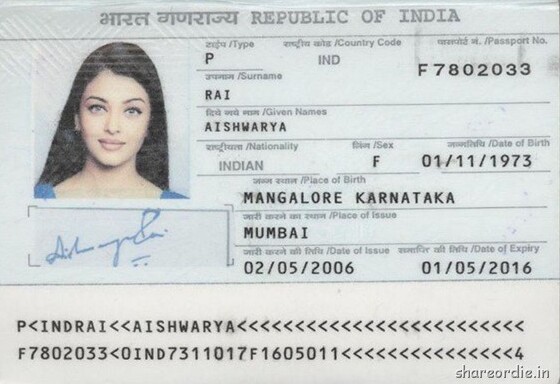 भारत गणराज्य REPUBLIC OF INDIA
टाईप/Type राष्ट्रीय कोड/Country Code पासपोर्ट नं./Passport No.
P IND F7802033
उपनाम/Surname
RAI
दिये गये नाम/Given Names
AISHWARYA
राष्ट्रीयता/Nationality लिंग/Sex जन्मतिथि/Date of Birth
INDIAN F 01/11/1973
जन्म स्थान/Place of Birth
MANGALORE KARNATAKA
जारी करने का स्थान/Place of Issue
MUMBAI
जारी करने की तिथि/Date of Issue समाप्ति की तिथि/Date of Expiry
02/05/2006 01/05/2016
Aishwarya Rai
P<INDRAI<<AISHWARYA<<<<<<<<<<<<<<<<<<<<<<<<<
F7802033<0IND7311017F1605011<<<<<<<<<<<<<<<4
shareordie.in